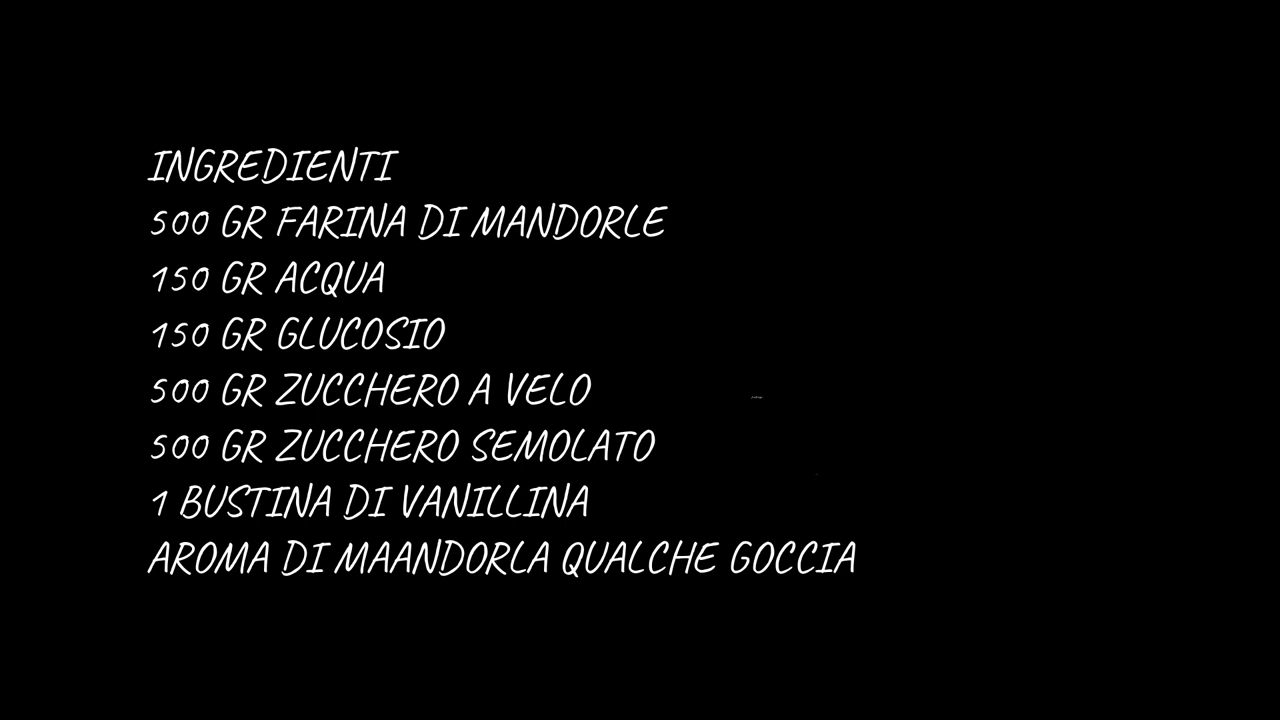 INGREDIENTI
500 GR FARINA DI MANDORLE
150 GR ACQUA
150 GR GLUCOSIO
500 GR ZUCCHERO A VELO
500 GR ZUCCHERO SEMOLATO
1 BUSTINA DI VANILLINA
AROMA DI MAANDORLA QUALCHE GOCCIA